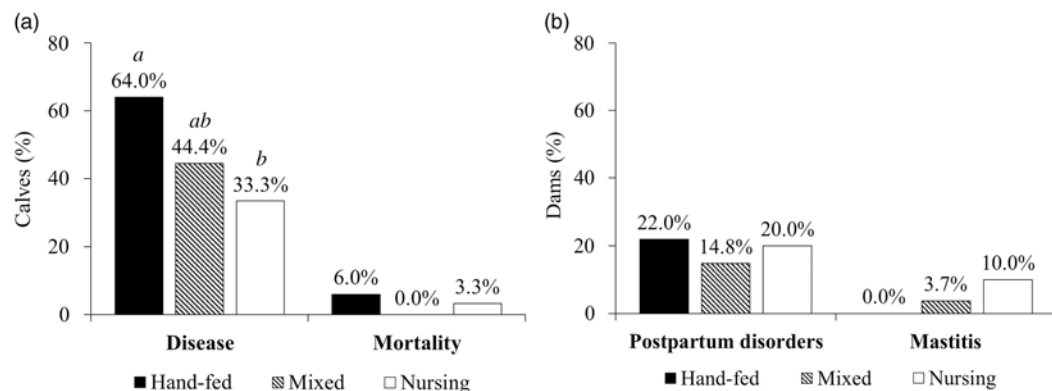 (a)
80
60
40
20
0
Calves (%)
a
64.0%
ab
44.4%
b
33.3%
6.0%
0.0%
3.3%
Disease
Mortality
Hand-fed
Mixed
Nursing
(b)
80
60
40
20
0
Dams (%)
22.0%
14.8%
20.0%
0.0%
3.7%
10.0%
Postpartum disorders
Mastitis
Hand-fed
Mixed
Nursing